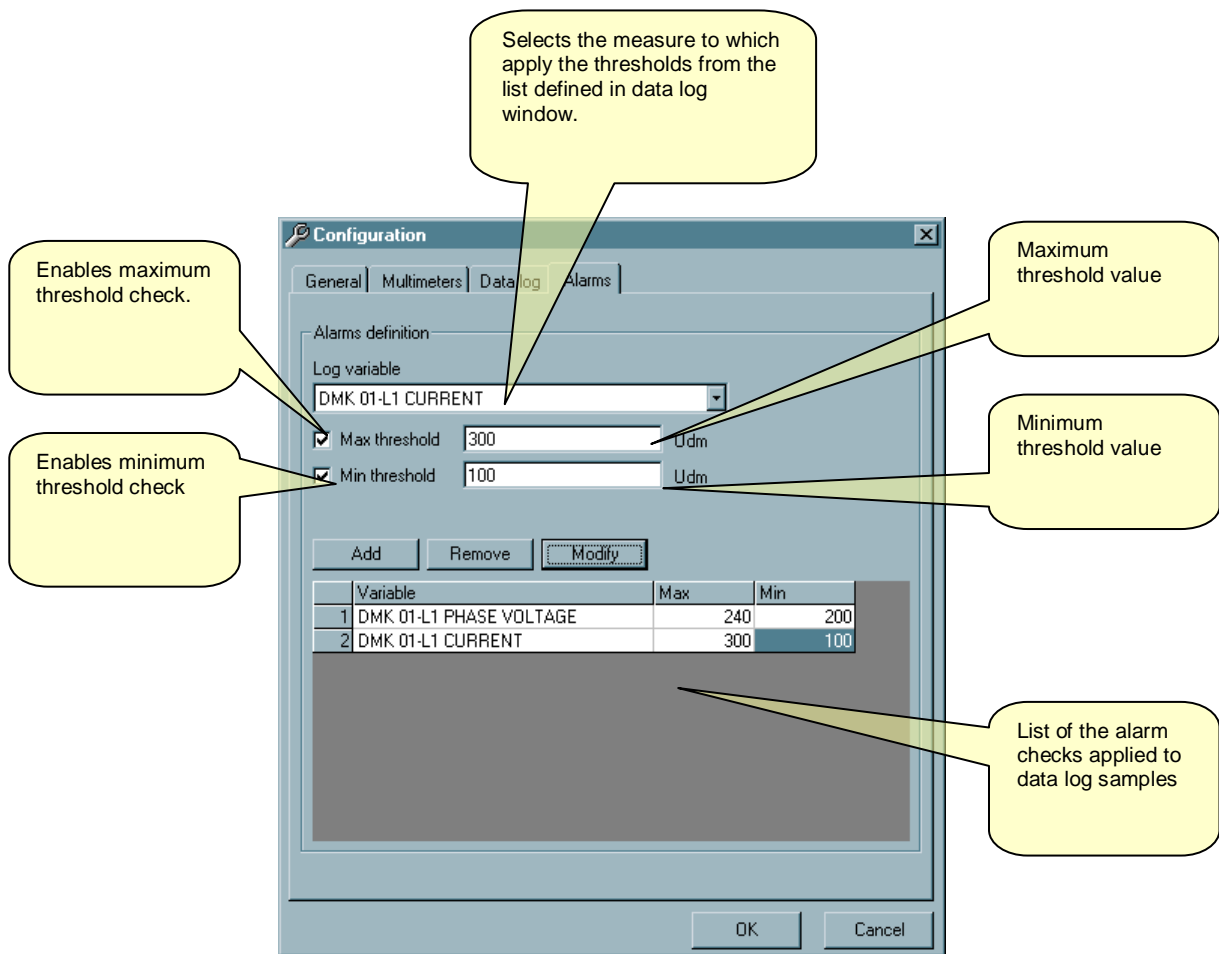 Selects the measure to which
apply the thresholds from the
list defined in data log
window.
Configuration
Enables maximum
threshold check.
Maximum
threshold value
General Multimeters Data log Alarms
Alarms definition
Log variable
DMK 01-L1 CURRENT
Max threshold 300 Udm
Minimum
threshold value
Enables minimum
threshold check
Min threshold 100 Udm
Add Remove Modify
Variable Max Min
1 DMK 01-L1 PHASE VOLTAGE 240 200
2 DMK 01-L1 CURRENT 300 100
List of the alarm
checks applied to
data log samples
OK Cancel